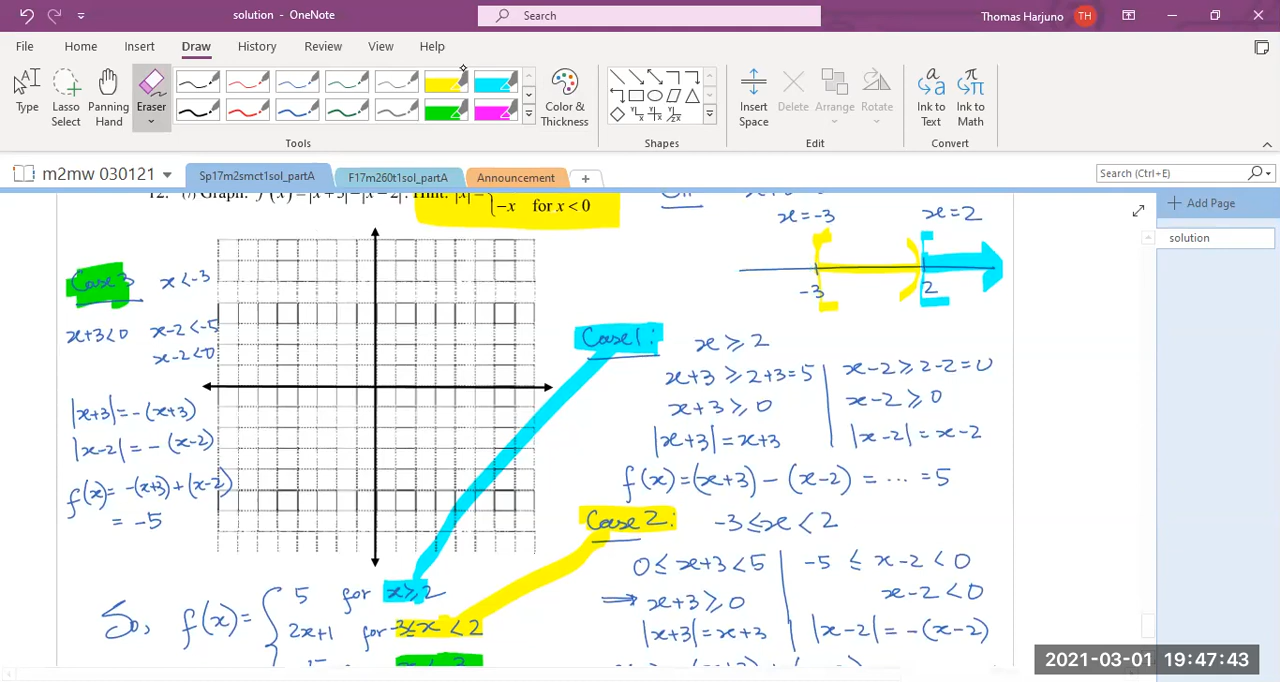 solution - OneNote
Search
Thomas Harjuno TH
File Home Insert Draw History Review View Help
Type
Lasso Select
Panning Hand
Eraser
Color & Thickness
Insert Space
Delete
Arrange
Rotate
Ink to Text
Ink to Math
Tools
Shapes
Edit
Convert
m2mw 030121
Sp17m2smct1sol_partA
F17m260t1sol_partA
Announcement
Search (Ctrl+E)
Add Page
solution
-x for x < 0
x=-3 x=2
-3 2
Case 3 x<-3
x+3<0 x-2<-5
x-2<0
|x+3|=-(x+3)
|x-2|=-(x-2)
f(x)=-(x+3)+(x-2)
= -5
Case 1: x⩾2
x+3⩾2+3=5 x-2⩾2-2=0
x+3⩾0 x-2⩾0
|x+3|=x+3 |x-2|=x-2
f(x)=(x+3)-(x-2)= ... =5
Case 2: -3≤x<2
0≤x+3<5 -5≤x-2<0
⇒ x+3⩾0 x-2<0
|x+3|=x+3 |x-2|=-(x-2)
So, f(x)= { 5 for x⩾2
2x+1 for -3≤x<2
2021-03-01 19:47:43